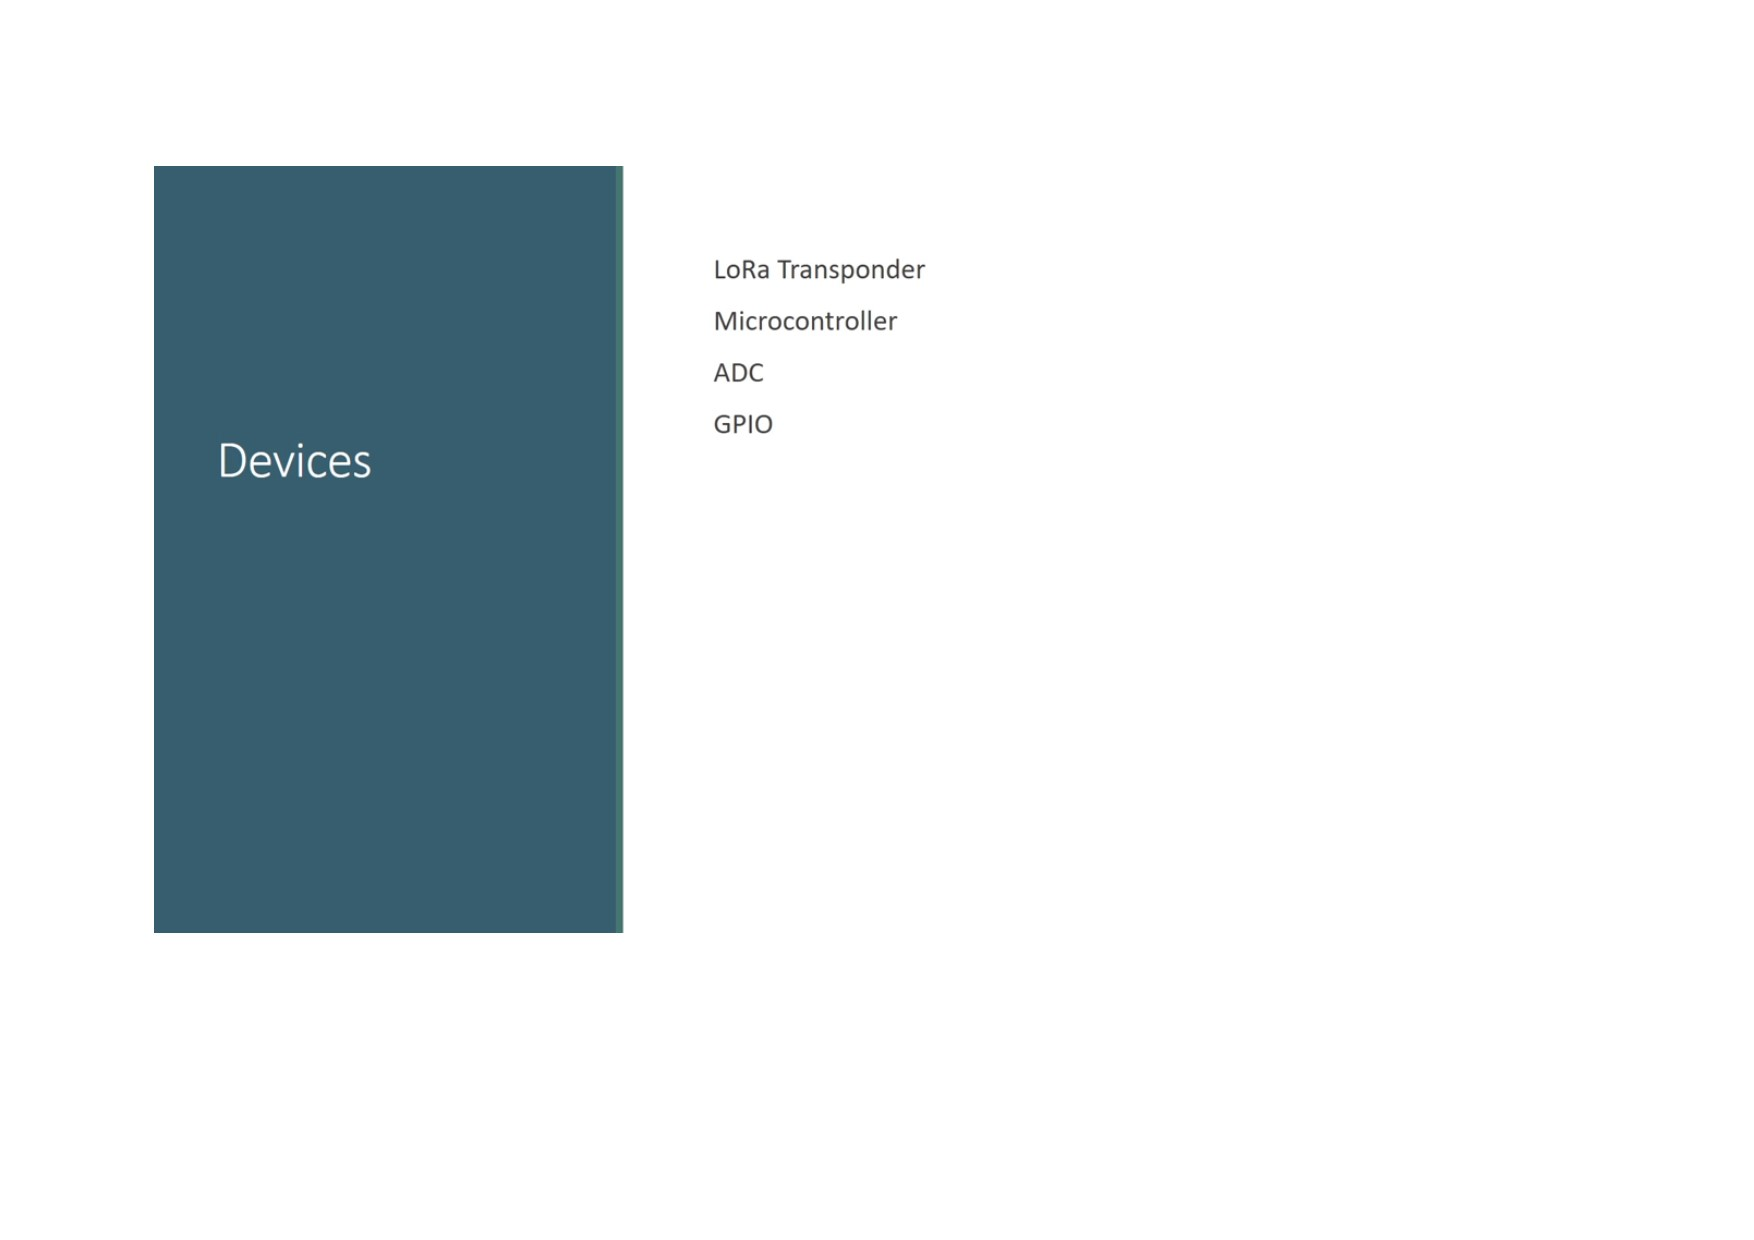 Devices
LoRa Transponder
Microcontroller
ADC
GPIO